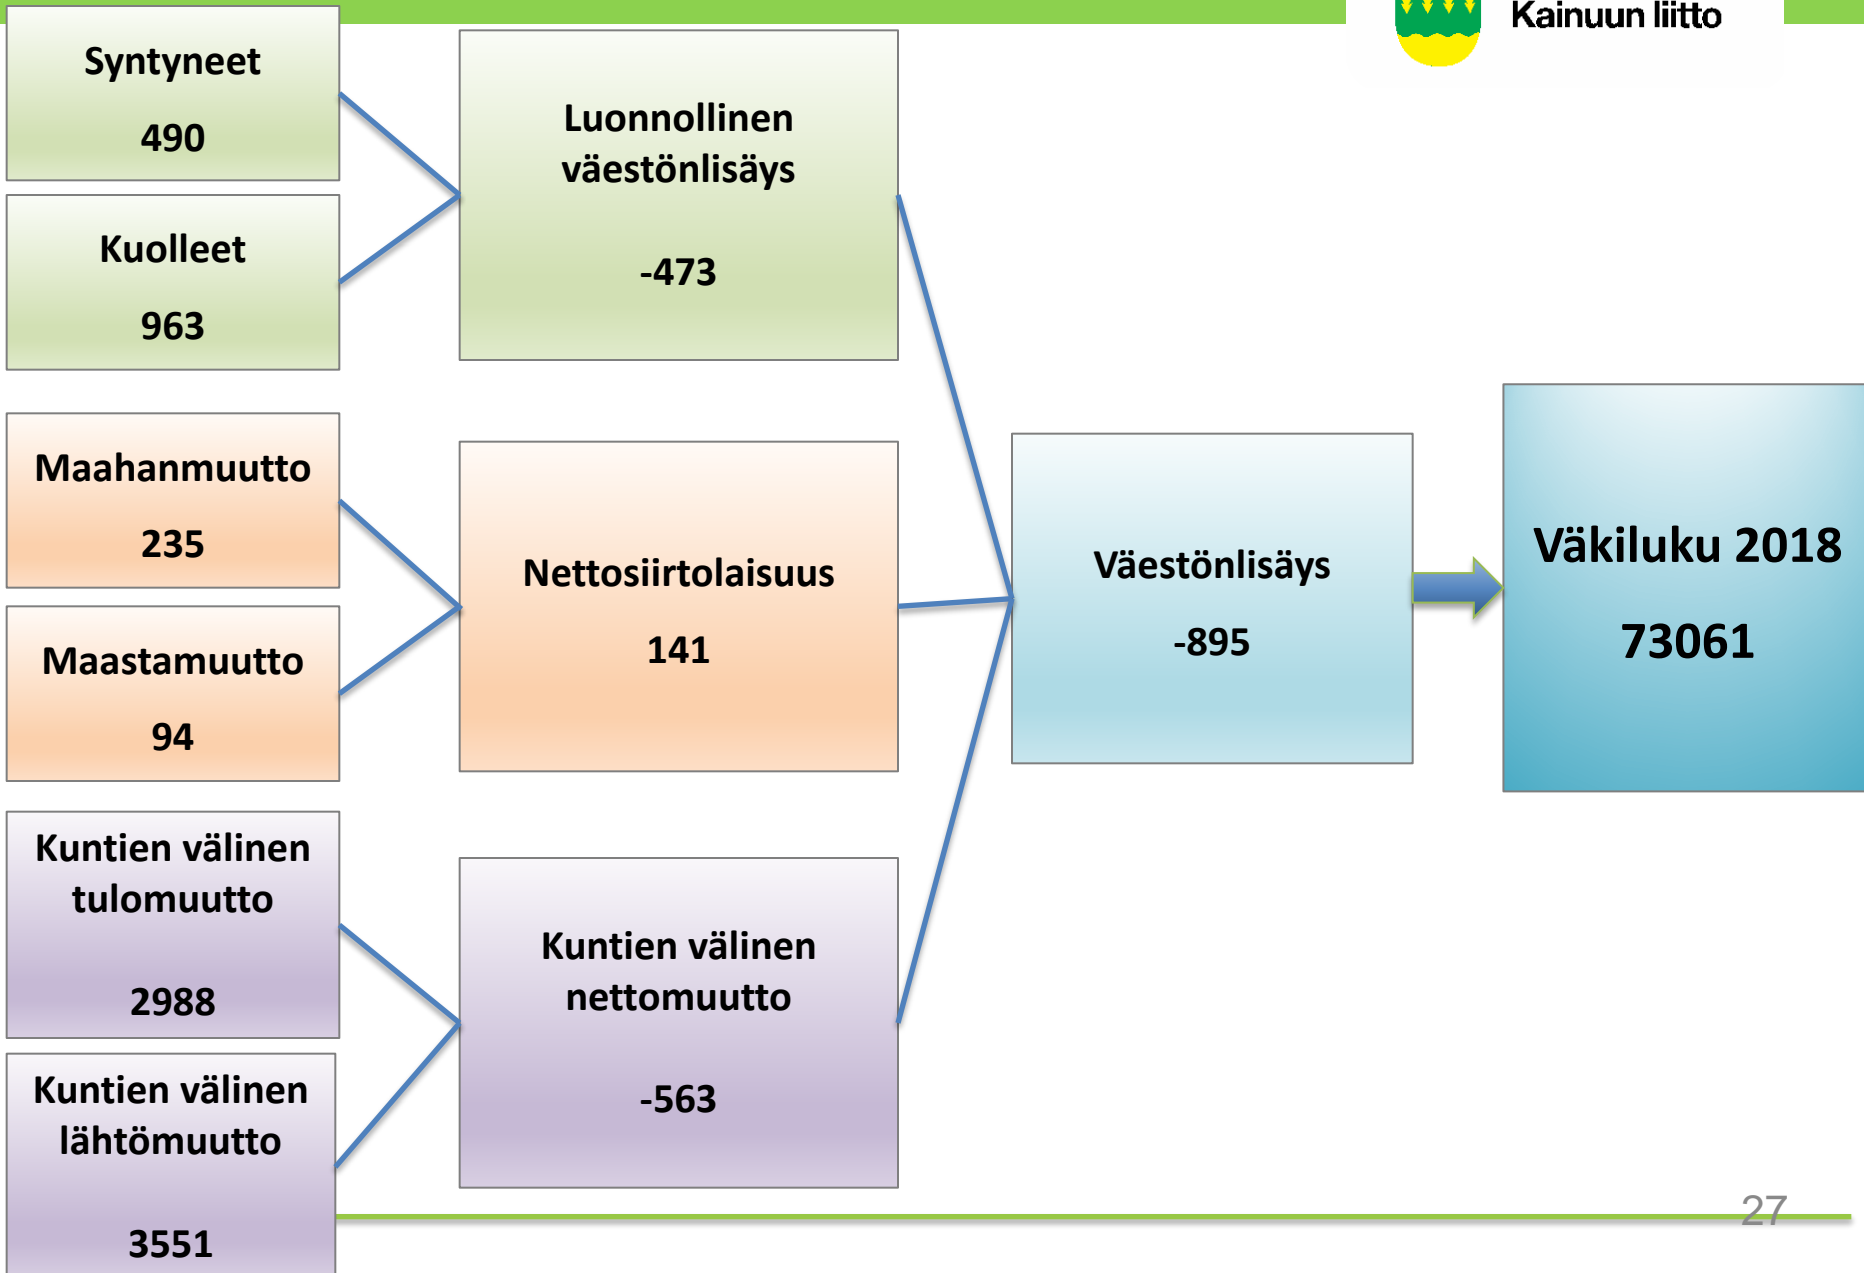 Kainuun liitto
Syntyneet
490
Kuolleet
963
Luonnollinen
väestönlisäys
-473
Maahanmuutto
235
Maastamuutto
94
Nettosiirtolaisuus
141
Kuntien välinen
tulomuutto
2988
Kuntien välinen
lähtömuutto
3551
Kuntien välinen
nettomuutto
-563
Väestönlisäys
-895
Väkiluku 2018
73061
27